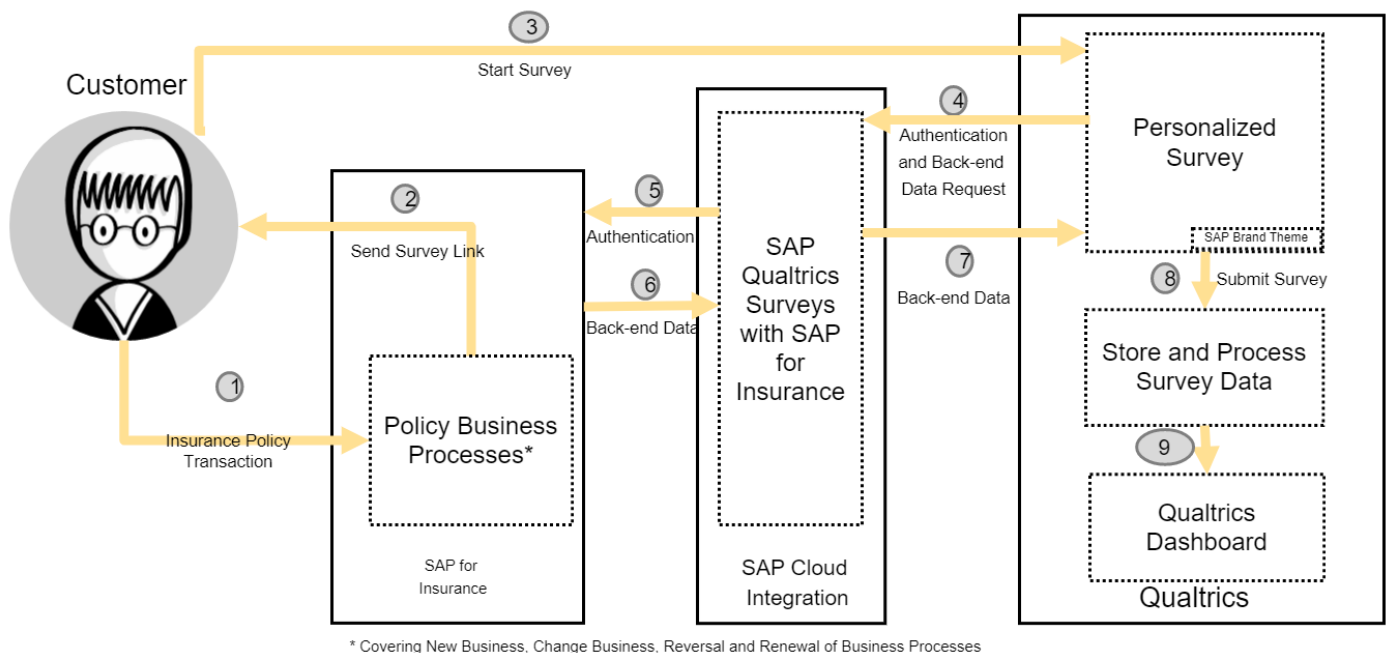 3
Start Survey
Customer
4
Authentication
and Back-end
Data Request
Personalized
Survey
SAP Brand Theme
2
Send Survey Link
5
Authentication
6
Back-end Data
SAP
Qualtrics
Surveys
with SAP
for
Insurance
7
Back-end Data
8
Submit Survey
Store and Process
Survey Data
1
Insurance Policy
Transaction
Policy Business
Processes*
9
Qualtrics
Dashboard
SAP for
Insurance
SAP Cloud
Integration
Qualtrics
* Covering New Business, Change Business, Reversal and Renewal of Business Processes